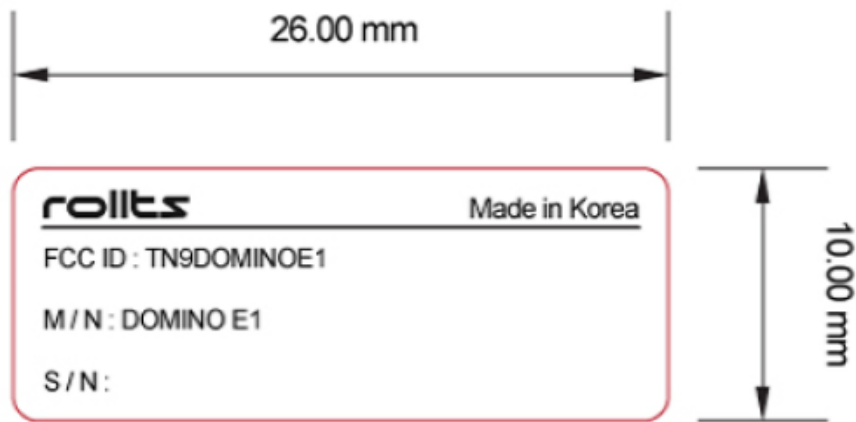 26.00 mm
rollts Made in Korea
FCC ID : TN9DOMINOE1
M / N : DOMINO E1
S / N :
10.00 mm